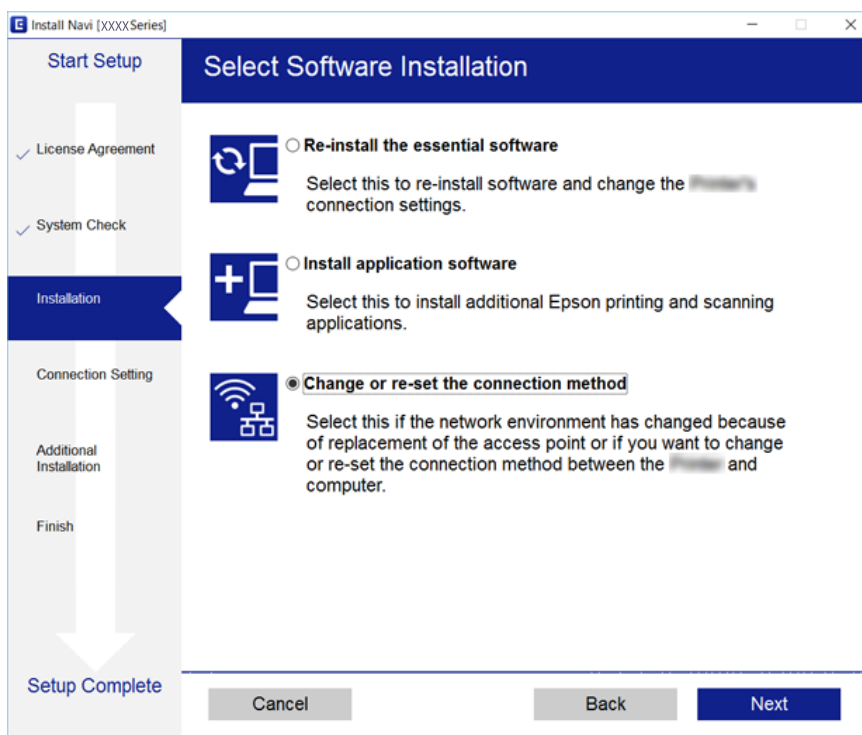 Install Navi [XXXX Series]
Start Setup
License Agreement
System Check
Installation
Connection Setting
Additional
Installation
Finish
Setup Complete
Select Software Installation
Re-install the essential software
Select this to re-install software and change the
connection settings.
Install application software
Select this to install additional Epson printing and scanning
applications.
Change or re-set the connection method
Select this if the network environment has changed because
of replacement of the access point or if you want to change
or re-set the connection method between the and
computer.
Cancel
Back
Next